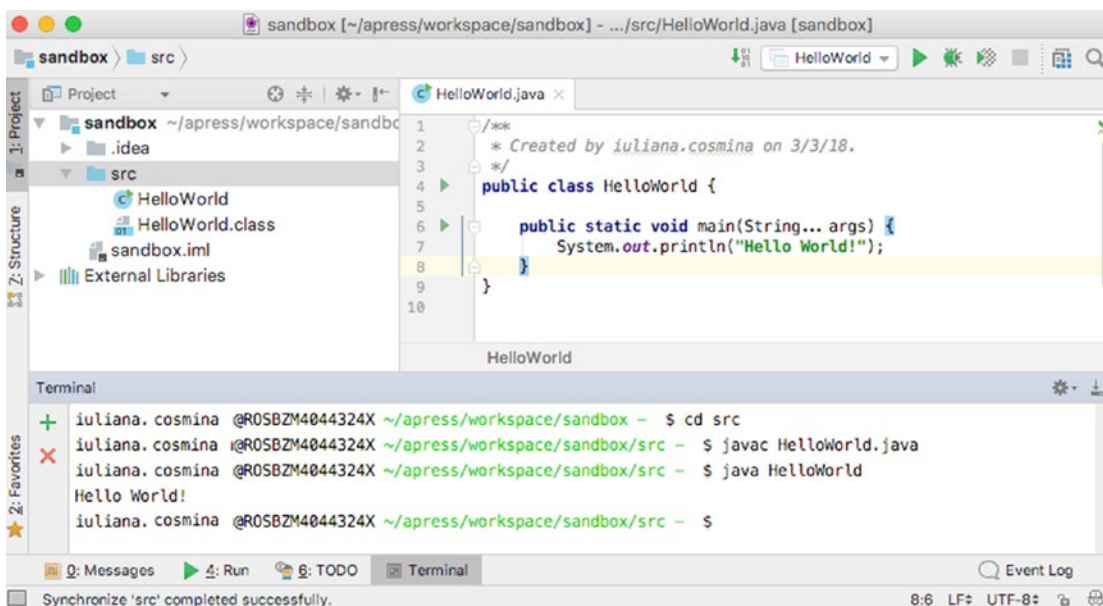 sandbox [~/apress/workspace/sandbox] - .../src/HelloWorld.java [sandbox]
sandbox src
HelloWorld
1: Project
Project
HelloWorld.java
sandbox ~/apress/workspace/sandbo
.idea
src
HelloWorld
HelloWorld.class
sandbox.iml
External Libraries
Z: Structure
1 /**
2 * Created by iuliana.cosmina on 3/3/18.
3 */
4 public class HelloWorld {
5
6 public static void main(String... args) {
7 System.out.println("Hello World!");
8 }
9 }
10
HelloWorld
Terminal
iuliana.cosmina @ROSBZM4044324X ~/apress/workspace/sandbox - $ cd src
iuliana.cosmina @ROSBZM4044324X ~/apress/workspace/sandbox/src - $ javac HelloWorld.java
iuliana.cosmina @ROSBZM4044324X ~/apress/workspace/sandbox/src - $ java HelloWorld
Hello World!
iuliana.cosmina @ROSBZM4044324X ~/apress/workspace/sandbox/src - $
2: Favorites
0: Messages 4: Run 6: TODO Terminal Event Log
Synchronize 'src' completed successfully. 8:6 LF UTF-8